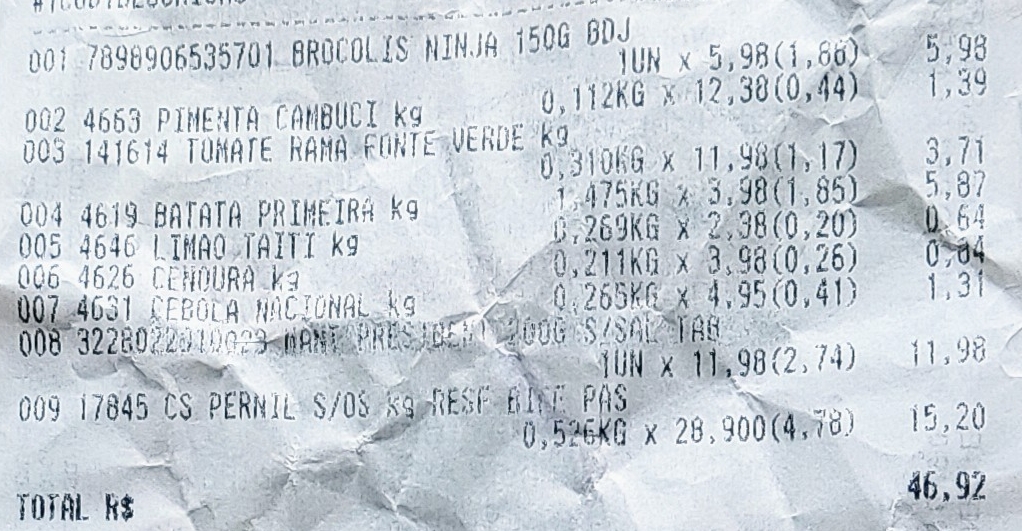 001 7898906535701 BROCOLIS NINJA 150G BDJ
1UN x 5,98(1,86) 5,98
0,112KG x 12,38(0,44) 1,39
002 4663 PIMENTA CAMBUCI kg
003 141614 TOMATE RAMA FONTE VERDE kg
0,310KG x 11,98(1,17) 3,71
1,475KG x 3,98(1,85) 5,87
004 4619 BATATA PRIMEIRA kg
0,269KG x 2,38(0,20) 0,64
005 4646 LIMAO TAITI kg
0,211KG x 3,98(0,26) 0,84
006 4626 CENOURA kg
0,265KG x 4,95(0,41) 1,31
007 4631 CEBOLA NACIONAL kg
008 MANT PRESIDENT 200G S/SAL TAB
1UN x 11,98(2,74) 11,98
009 17845 CS PERNIL S/OS kg RESF BIFE PAS
0,526KG x 28,900(4,78) 15,20
TOTAL R$ 46,92